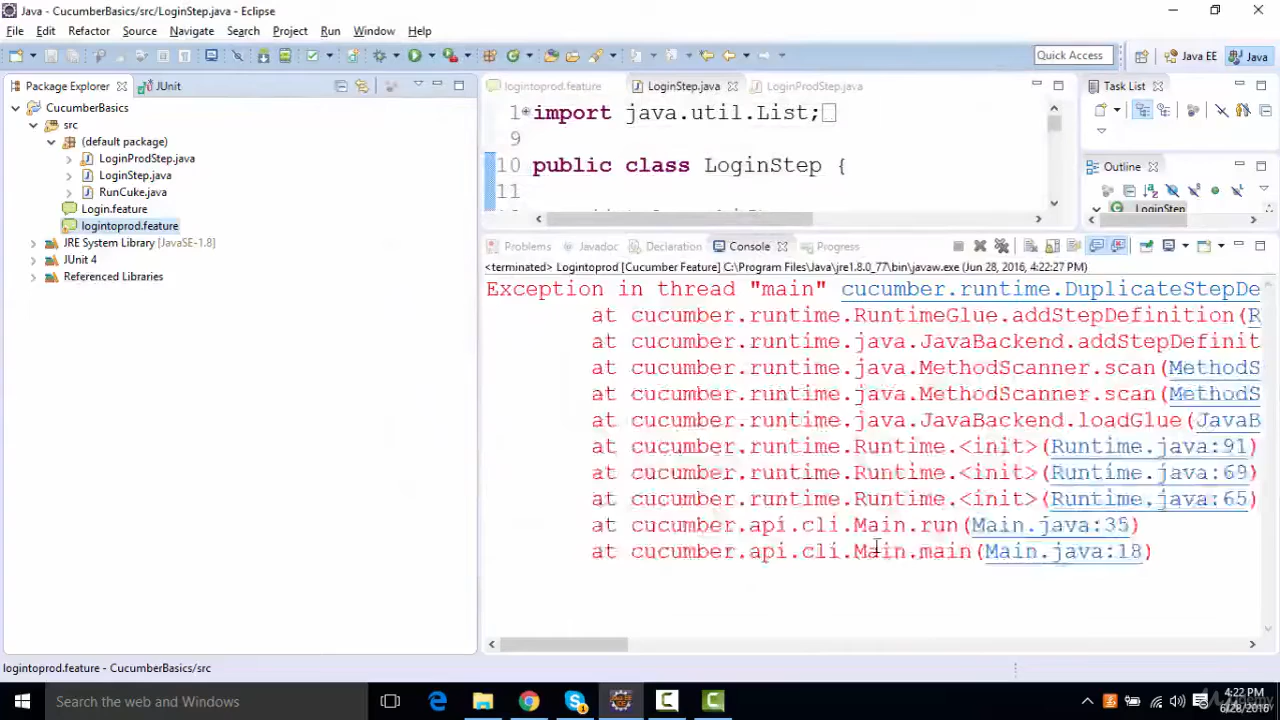 Java - CucumberBasics/src/LoginStep.java - Eclipse
File Edit Refactor Source Navigate Search Project Run Window Help
Quick Access
Java EE
Java
Package Explorer
JUnit
CucumberBasics
src
(default package)
LoginProdStep.java
LoginStep.java
RunCuke.java
Login.feature
logintoprod.feature
JRE System Library [JavaSE-1.8]
JUnit 4
Referenced Libraries
logintoprod.feature
LoginStep.java
LoginProdStep.java
1 import java.util.List;
9
10 public class LoginStep {
11
Task List
Outline
LoginStep
Problems
Javadoc
Declaration
Console
Progress
<terminated> Logintoprod [Cucumber Feature] C:\Program Files\Java\jre1.8.0_77\bin\javaw.exe (Jun 28, 2016, 4:22:27 PM)
Exception in thread "main" cucumber.runtime.DuplicateStepDe
at cucumber.runtime.RuntimeGlue.addStepDefinition(R
at cucumber.runtime.java.JavaBackend.addStepDefinit
at cucumber.runtime.java.MethodScanner.scan(MethodS
at cucumber.runtime.java.MethodScanner.scan(MethodS
at cucumber.runtime.java.JavaBackend.loadGlue(JavaB
at cucumber.runtime.Runtime.<init>(Runtime.java:91)
at cucumber.runtime.Runtime.<init>(Runtime.java:69)
at cucumber.runtime.Runtime.<init>(Runtime.java:65)
at cucumber.api.cli.Main.run(Main.java:35)
at cucumber.api.cli.Main.main(Main.java:18)
logintoprod.feature - CucumberBasics/src
Search the web and Windows
4:22 PM
6/28/2016